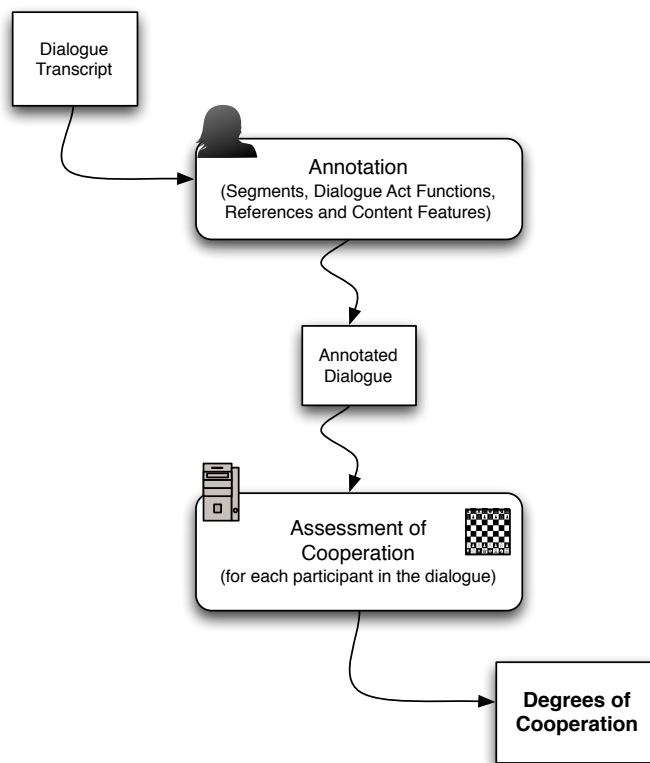 Dialogue
Transcript
Annotation
(Segments, Dialogue Act Functions,
References and Content Features)
Annotated
Dialogue
Assessment of
Cooperation
(for each participant in the dialogue)
Degrees of
Cooperation